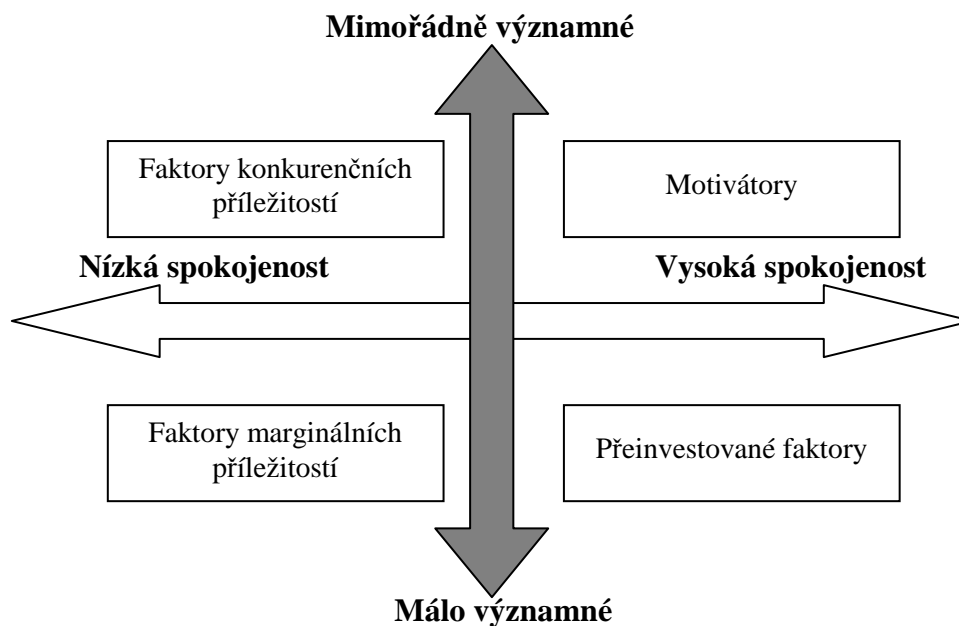 Mimořádně významné
Faktory konkurenčních
příležitostí
Motivátory
Nízká spokojenost
Vysoká spokojenost
Faktory marginálních
příležitostí
Přeinvestované faktory
Málo významné